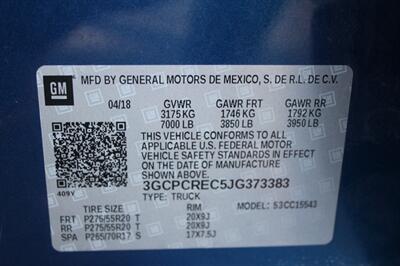 GM
MFD BY GENERAL MOTORS DE MEXICO, S. DE R.L. DE C.V.
04/18 GVWR GAWR FRT GAWR RR
3175 KG 1746 KG 1792 KG
7000 LB 3850 LB 3950 LB
THIS VEHICLE CONFORMS TO ALL
APPLICABLE U.S. FEDERAL MOTOR
VEHICLE SAFETY STANDARDS IN EFFECT
ON THE DATE OF MANUFACTURE
SHOWN ABOVE.
409V 3GCPCREC5JG373383
TYPE: TRUCK
MODEL: 53CC15543
TIRE SIZE RIM
FRT P275/55R20 T 20X9J
RR P275/55R20 T 20X9J
SPA P265/70R17 S 17X7.5J